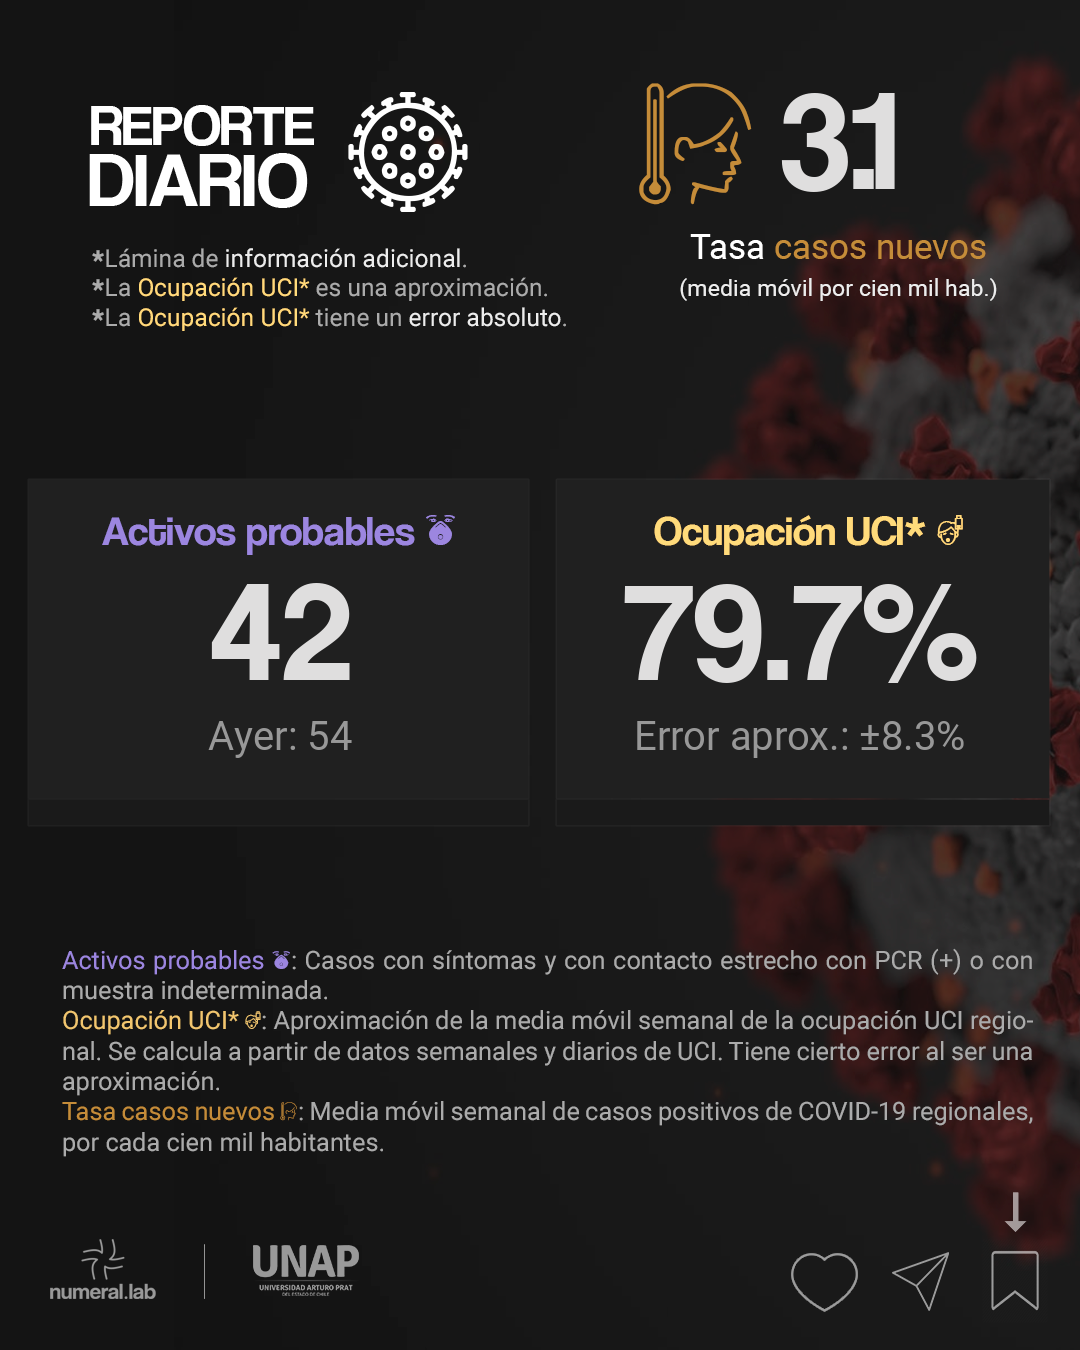 REPORTE
DIARIO
*Lámina de información adicional.
*La Ocupación UCI* es una aproximación.
*La Ocupación UCI* tiene un error absoluto.
3.1
Tasa casos nuevos
(media móvil por cien mil hab.)
Activos probables
42
Ayer: 54
Ocupación UCI*
79.7%
Error aprox.: ±8.3%
Activos probables : Casos con síntomas y con contacto estrecho con PCR (+) o con
muestra indeterminada.
Ocupación UCI* : Aproximación de la media móvil semanal de la ocupación UCI regio-
nal. Se calcula a partir de datos semanales y diarios de UCI. Tiene cierto error al ser una
aproximación.
Tasa casos nuevos : Media móvil semanal de casos positivos de COVID-19 regionales,
por cada cien mil habitantes.
numeral.lab
UNAP
UNIVERSIDAD ARTURO PRAT
DEL ESTADO DE CHILE